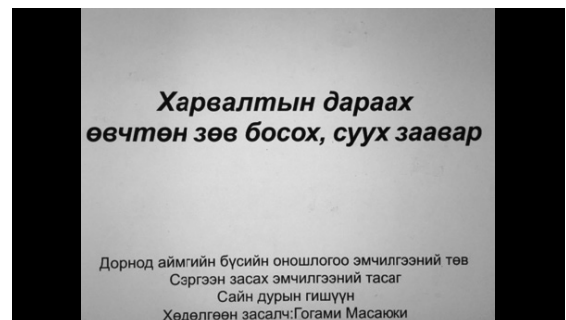 Харвалтын дараах
өвчтөн зөв босох, суух заавар
Дорнод аймгийн бүсийн оношлогоо эмчилгээний төв
Сэргээн засах эмчилгээний тасаг
Сайн дурын гишүүн
Хөдөлгөөн засалч:Гогами Масаюки